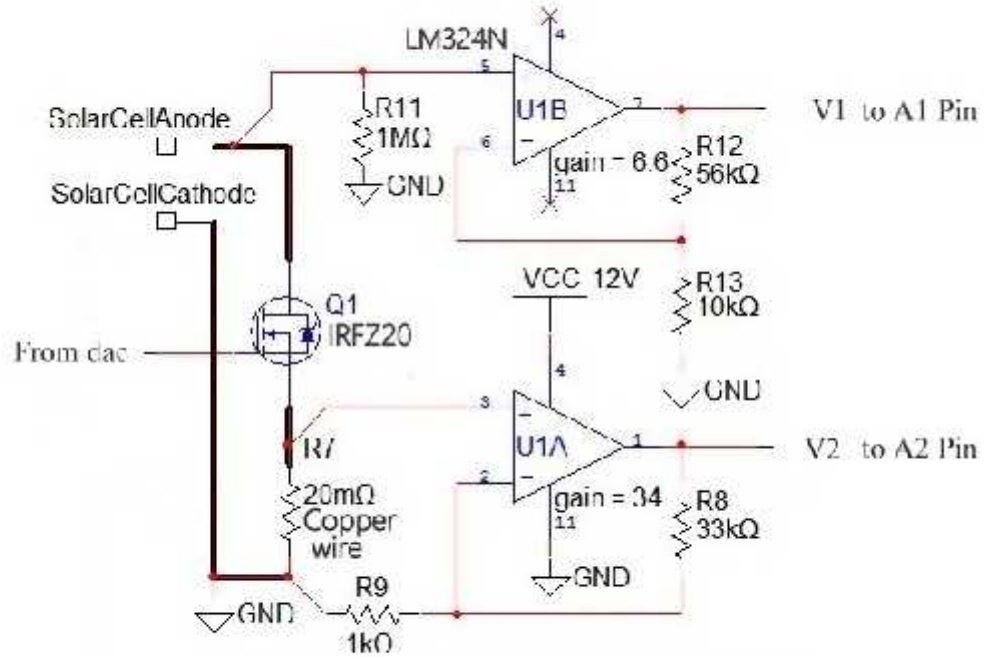 LM324N
4
5
U1B
7
V1 to A1 Pin
SolarCellAnode
R11
1MΩ
6
gain = 6.6
R12
56kΩ
GND
11
SolarCellCathode
VCC 12V
R13
10kΩ
Q1
IRFZ20
From dac
4
GND
3
R7
U1A
1
V2 to A2 Pin
2
20mΩ
Copper
wire
gain = 34
11
R8
33kΩ
GND
R9
GND
1kΩ